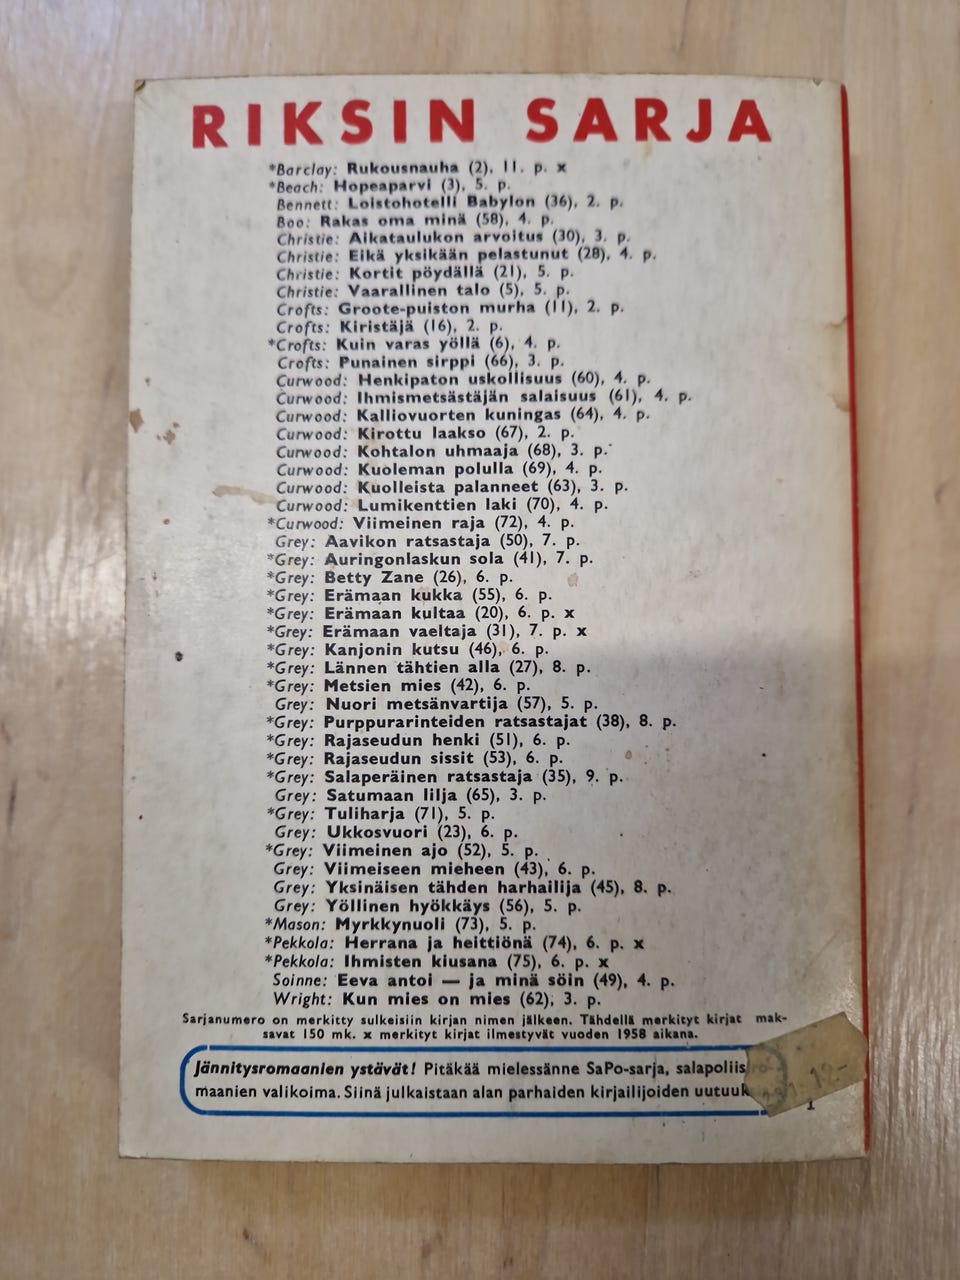 RIKSIN SARJA
*Barclay: Rukousnauha (2), 11. p. x
*Beach: Hopeaparvi (3), 5. p.
Bennett: Loistohotelli Babylon (36), 2. p.
Boo: Rakas oma minä (58), 4. p.
Christie: Aikataulukon arvoitus (30), 3. p.
Christie: Eikä yksikään pelastunut (28), 4. p.
Christie: Kortit pöydällä (21), 5. p.
Christie: Vaarallinen talo (5), 5. p.
Crofts: Groote-puiston murha (11), 2. p.
Crofts: Kiristäjä (16), 2. p.
*Crofts: Kuin varas yöllä (6), 4. p.
Crofts: Punainen sirppi (66), 3. p.
Curwood: Henkipaton uskollisuus (60), 4. p.
Curwood: Ihmismetsästäjän salaisuus (61), 4. p.
Curwood: Kalliovuorten kuningas (64), 4. p.
Curwood: Kirottu laakso (67), 2. p.
Curwood: Kohtalon uhmaaja (68), 3. p.
Curwood: Kuoleman polulla (69), 4. p.
Curwood: Kuolleista palanneet (63), 3. p.
Curwood: Lumikenttien laki (70), 4. p.
*Curwood: Viimeinen raja (72), 4. p.
Grey: Aavikon ratsastaja (50), 7. p.
*Grey: Auringonlaskun sola (41), 7. p.
*Grey: Betty Zane (26), 6. p.
*Grey: Erämaan kukka (55), 6. p.
*Grey: Erämaan kultaa (20), 6. p. x
*Grey: Erämaan vaeltaja (31), 7. p. x
*Grey: Kanjonin kutsu (46), 6. p.
*Grey: Lännen tähtien alla (27), 8. p.
*Grey: Metsien mies (42), 6. p.
Grey: Nuori metsänvartija (57), 5. p.
*Grey: Purppurarinteiden ratsastajat (38), 8. p.
*Grey: Rajaseudun henki (51), 6. p.
*Grey: Rajaseudun sissit (53), 6. p.
*Grey: Salaperäinen ratsastaja (35), 9. p.
Grey: Satumaan lilja (65), 3. p.
*Grey: Tuliharja (71), 5. p.
Grey: Ukkosvuori (23), 6. p.
*Grey: Viimeinen ajo (52), 5. p.
Grey: Viimeiseen mieheen (43), 6. p.
Grey: Yksinäisen tähden harhailija (45), 8. p.
Grey: Yöllinen hyökkäys (56), 5. p.
*Mason: Myrkkynuoli (73), 5. p.
*Pekkola: Herrana ja heittiönä (74), 6. p. x
*Pekkola: Ihmisten kiusana (75), 6. p. x
Soinne: Eeva antoi — ja minä söin (49), 4. p.
Wright: Kun mies on mies (62), 3. p.
Sarjanumero on merkitty sulkeisiin kirjan nimen jälkeen. Tähdellä merkityt kirjat mak-
savat 150 mk. x merkityt kirjat ilmestyvät vuoden 1958 aikana.
Jännitysromaanien ystävät! Pitäkää mielessänne SaPo-sarja, salapoliisro-
maanien valikoima. Siinä julkaistaan alan parhaiden kirjailijoiden